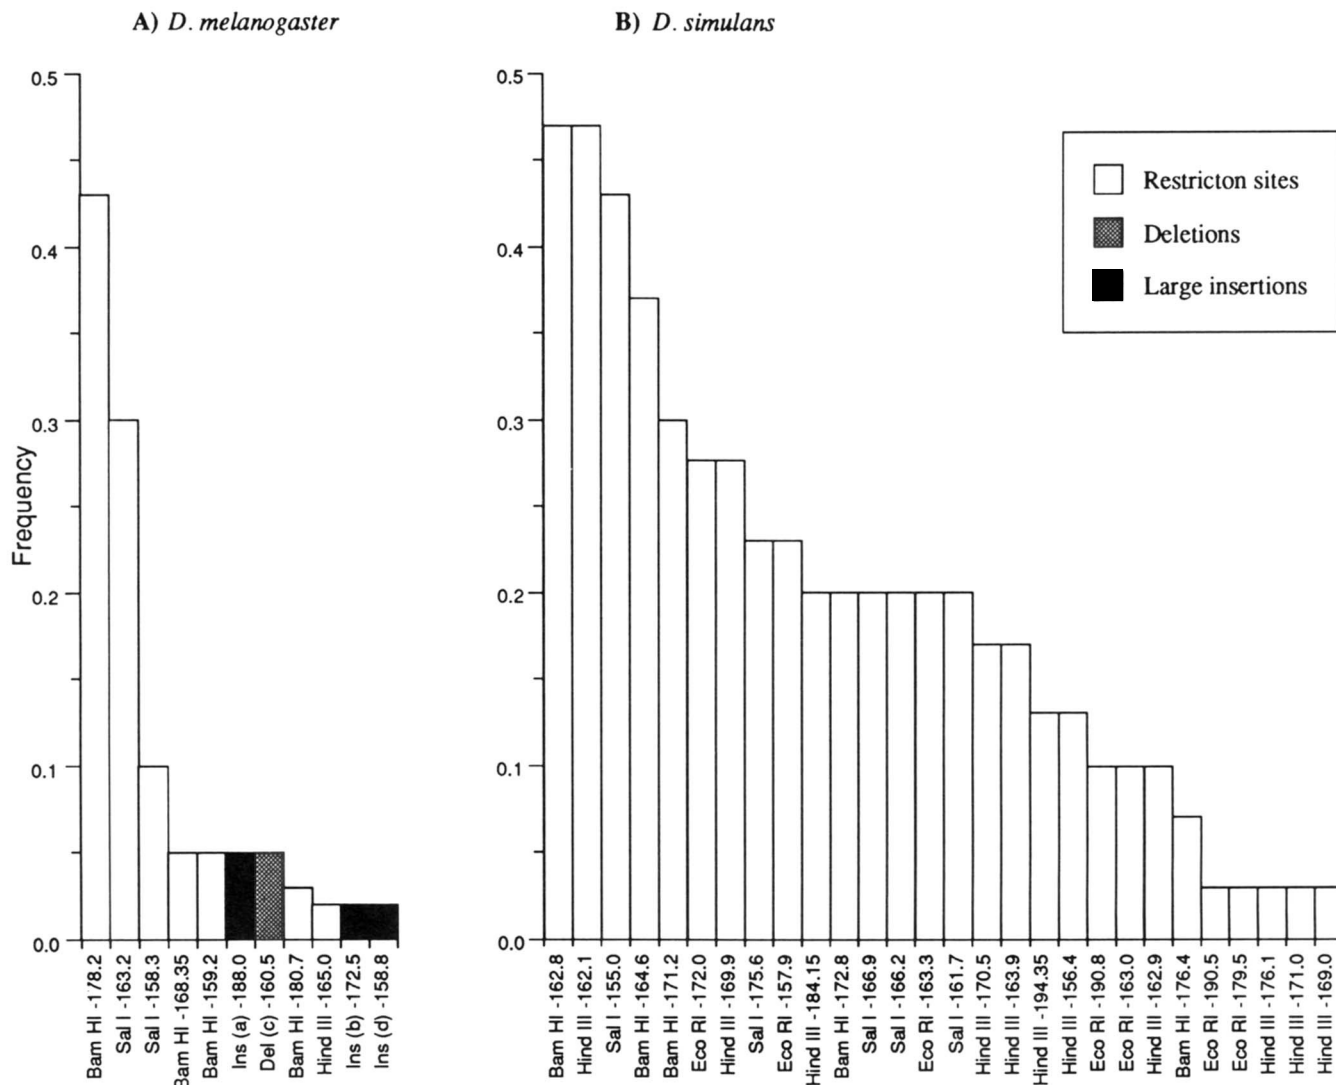 A) D. melanogaster
B) D. simulans
Frequency
0.5
0.4
0.3
0.2
0.1
0.0
Bam HI -178.2
Sal I -163.2
Sal I -158.3
Bam HI -168.35
Bam HI -159.2
Ins (a) -188.0
Del (c) -160.5
Bam HI -180.7
Hind III -165.0
Ins (b) -172.5
Ins (d) -158.8
0.5
0.4
0.3
0.2
0.1
0.0
Bam HI -162.8
Hind III -162.1
Sal I -155.0
Bam HI -164.6
Bam HI -171.2
Eco RI -172.0
Hind III -169.9
Sal I -175.6
Eco RI -157.9
Hind III -184.15
Bam HI -172.8
Sal I -166.9
Sal I -166.2
Eco RI -163.3
Sal I -161.7
Hind III -170.5
Hind III -163.9
Hind III -194.35
Hind III -156.4
Eco RI -190.8
Eco RI -163.0
Hind III -162.9
Bam HI -176.4
Eco RI -190.5
Eco RI -179.5
Hind III -176.1
Hind III -171.0
Hind III -169.0
Restricton sites
Deletions
Large insertions